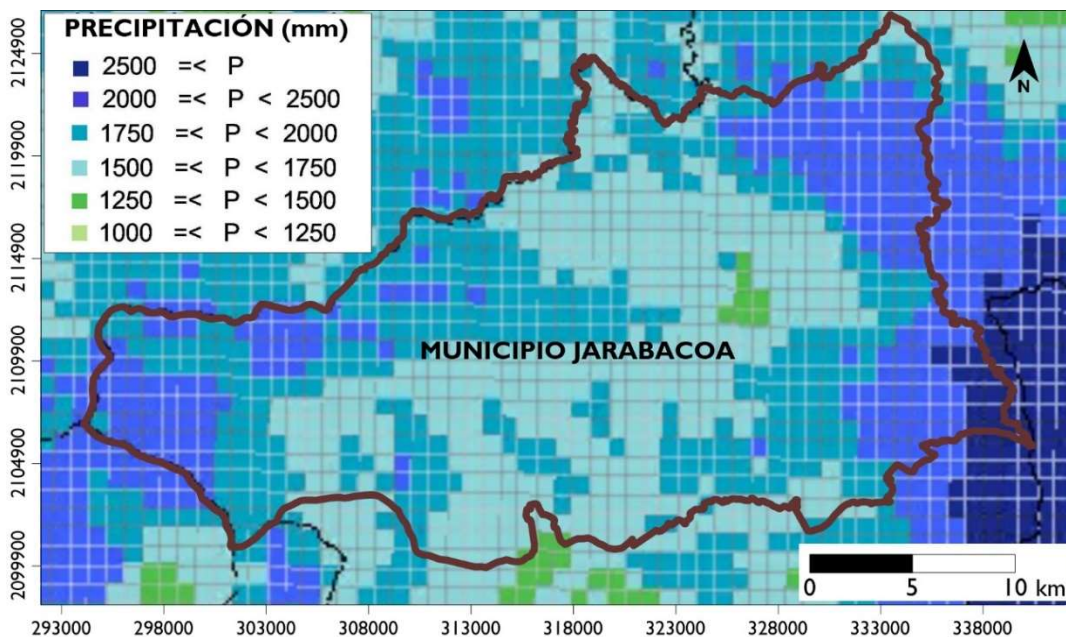 PRECIPITACIÓN (mm)
2500 =< P
2000 =< P < 2500
1750 =< P < 2000
1500 =< P < 1750
1250 =< P < 1500
1000 =< P < 1250
N
MUNICIPIO JARABACOA
0 5 10 km
2124900
2119900
2114900
2109900
2104900
2099900
293000 298000 303000 308000 313000 318000 323000 328000 333000 338000